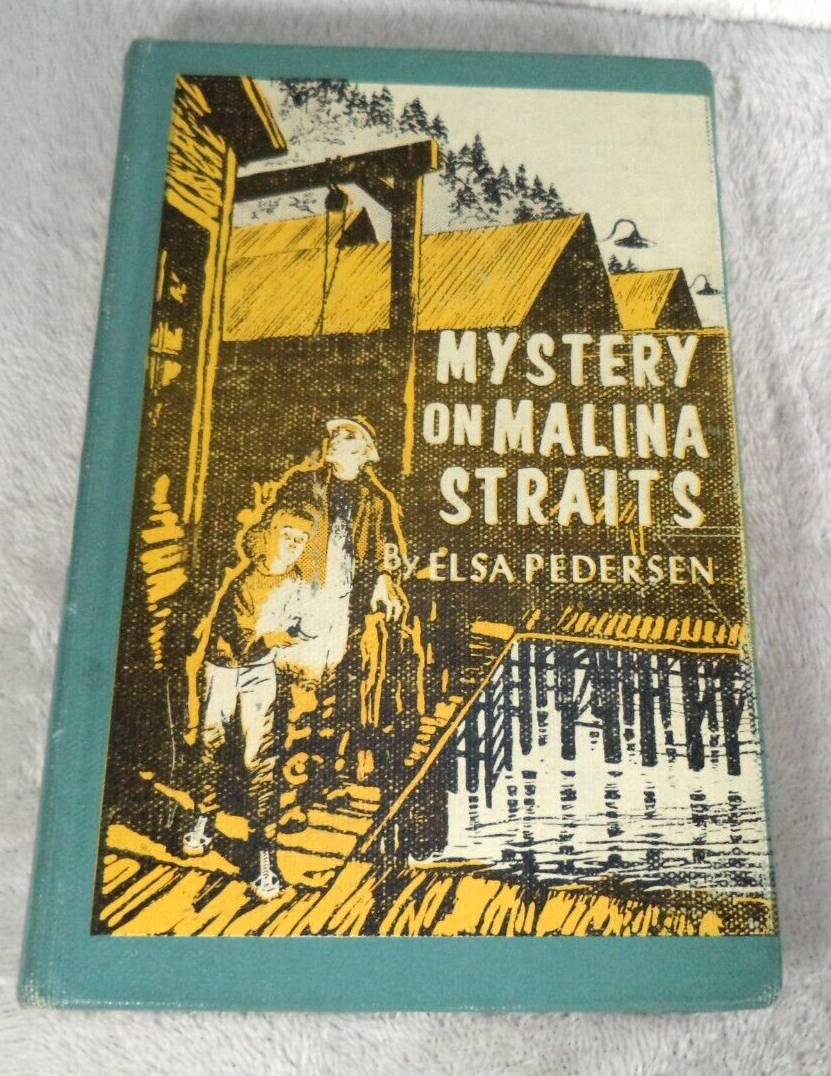 MYSTERY
ON MALINA
STRAITS
By ELSA PEDERSEN